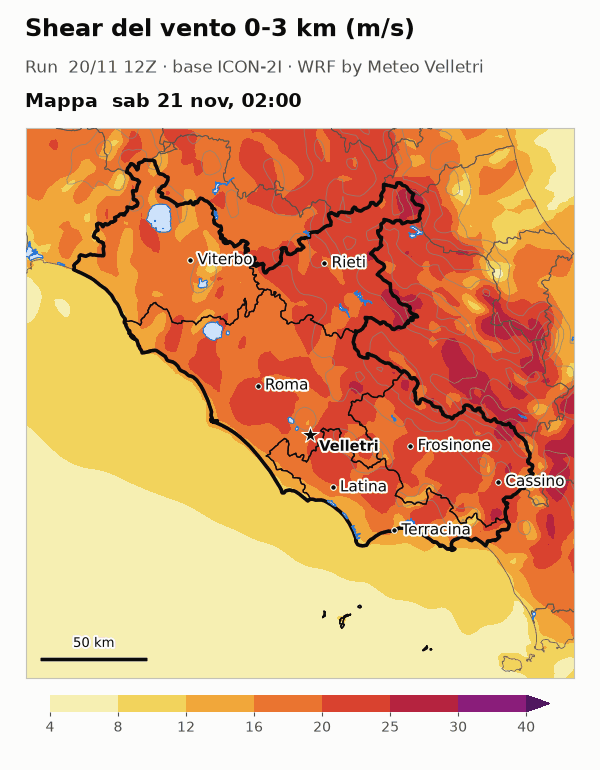 Shear del vento 0-3 km (m/s)
Run  20/11 12Z · base ICON-2I · WRF by Meteo Velletri
Mappa  sab 21 nov, 02:00
Viterbo
Rieti
Roma
Velletri
Frosinone
Cassino
Latina
Terracina
50 km
4 8 12 16 20 25 30 40